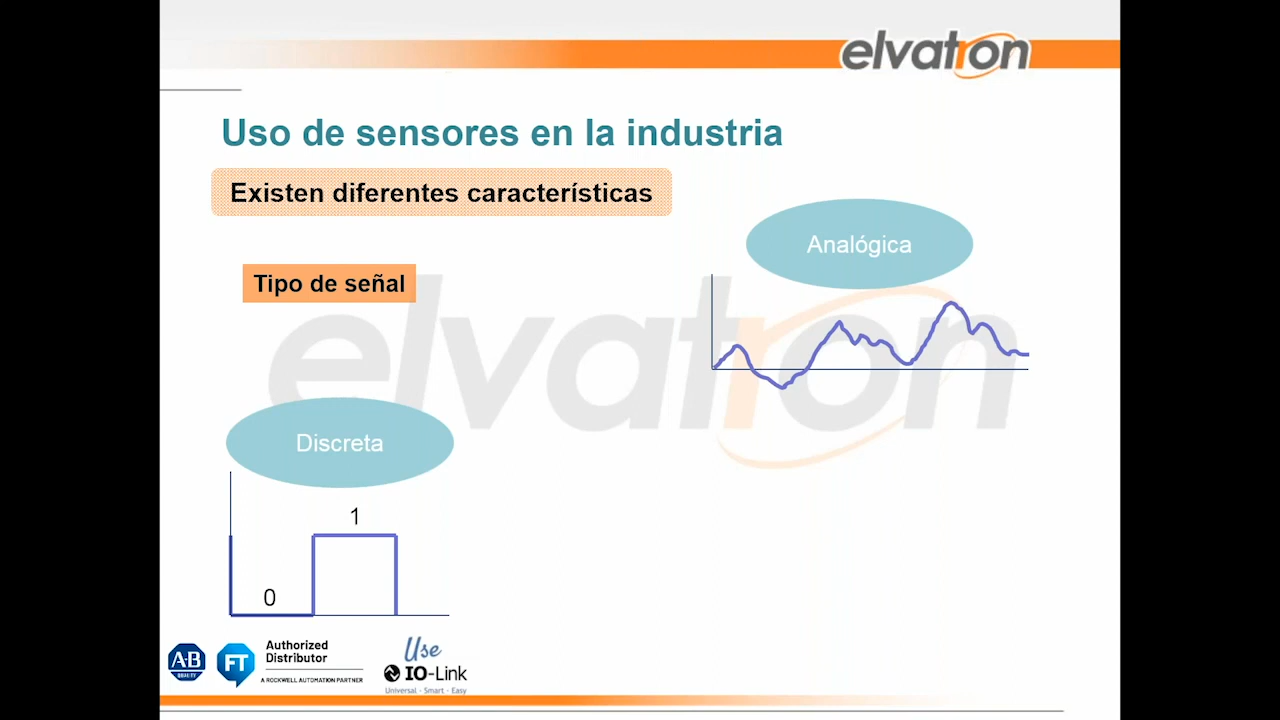 elvatron
Uso de sensores en la industria
Existen diferentes características
Analógica
Tipo de señal
elvatron
Discreta
1
0
AB
QUALITY
FT
Authorized
Distributor
A ROCKWELL AUTOMATION PARTNER
Use
IO-Link
Universal - Smart - Easy